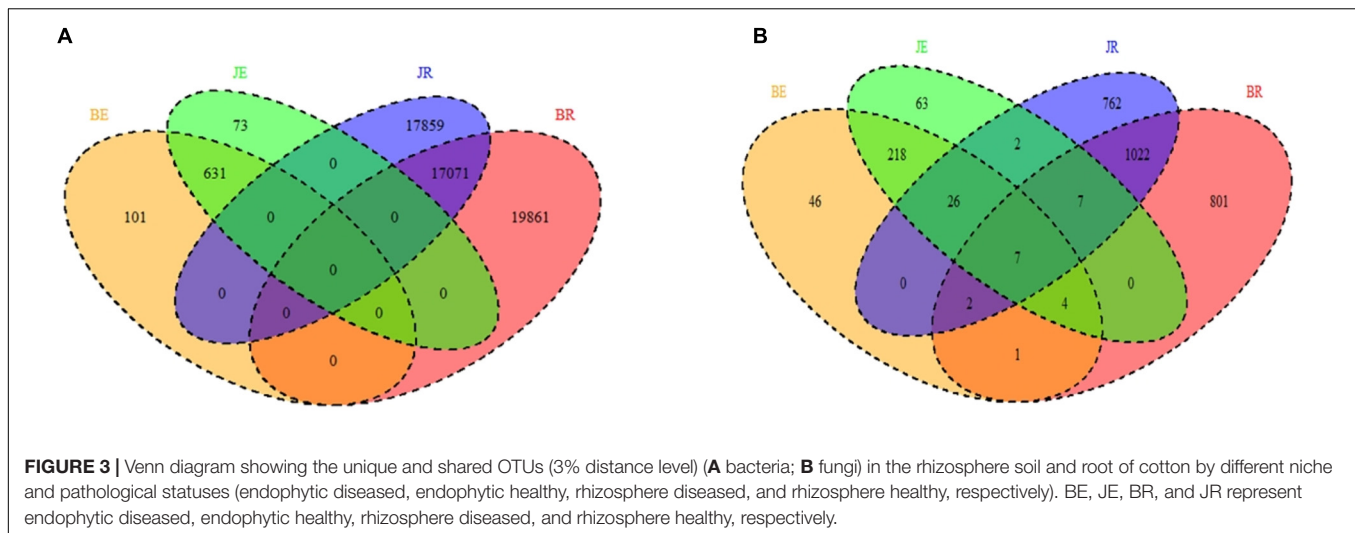 A
B
JE
JR
BE
BR
73
17859
0
631
17071
101
0
0
19861
0
0
0
0
0
0
JE
JR
BE
BR
63
762
2
218
1022
46
26
7
801
7
0
0
2
4
1
FIGURE 3 | Venn diagram showing the unique and shared OTUs (3% distance level) (A bacteria; B fungi) in the rhizosphere soil and root of cotton by different niche
and pathological statuses (endophytic diseased, endophytic healthy, rhizosphere diseased, and rhizosphere healthy, respectively). BE, JE, BR, and JR represent
endophytic diseased, endophytic healthy, rhizosphere diseased, and rhizosphere healthy, respectively.